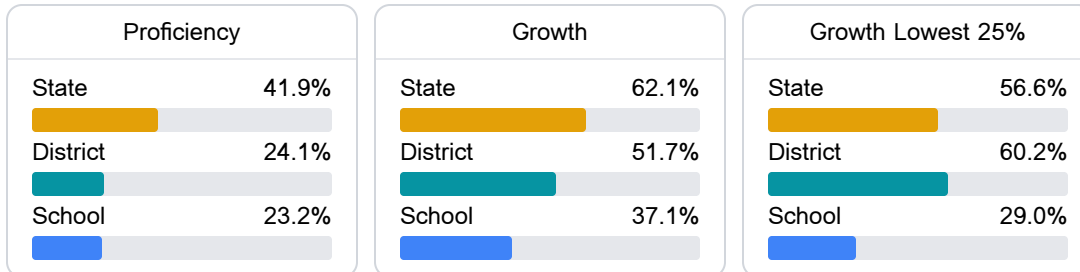 Proficiency
State 41.9%
District 24.1%
School 23.2%
Growth
State 62.1%
District 51.7%
School 37.1%
Growth Lowest 25%
State 56.6%
District 60.2%
School 29.0%